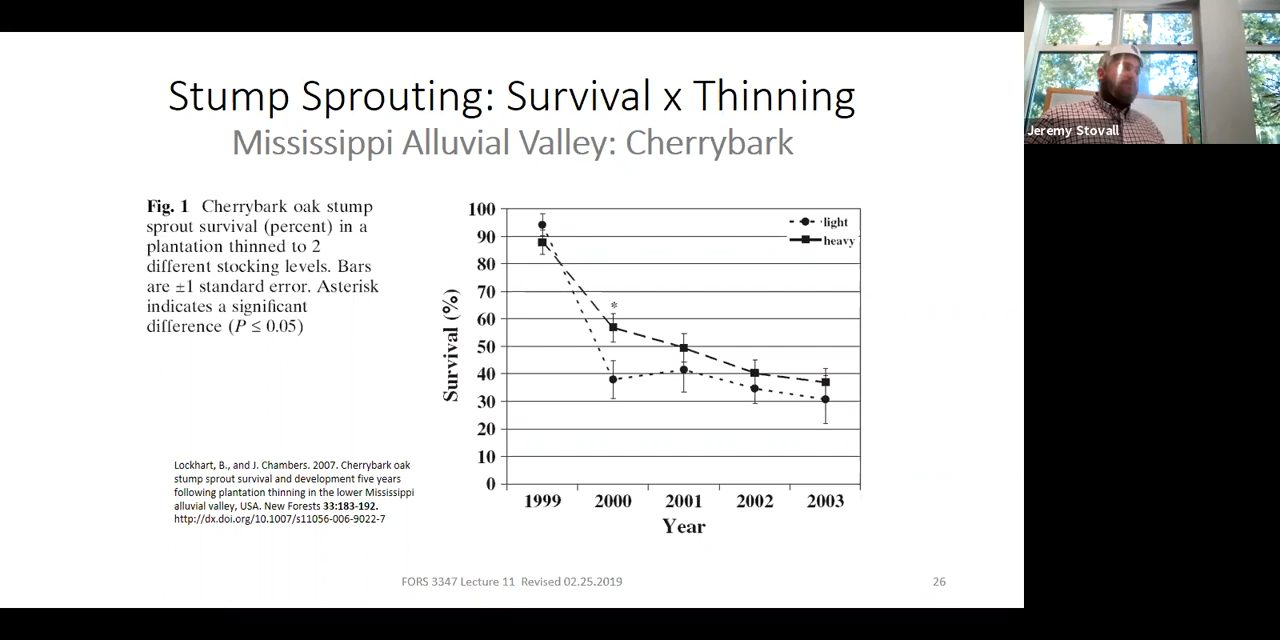 Stump Sprouting: Survival x Thinning
Mississippi Alluvial Valley: Cherrybark
Fig. 1 Cherrybark oak stump
sprout survival (percent) in a
plantation thinned to 2
different stocking levels. Bars
are ±1 standard error. Asterisk
indicates a significant
difference (P ≤ 0.05)
Lockhart, B., and J. Chambers. 2007. Cherrybark oak
stump sprout survival and development five years
following plantation thinning in the lower Mississippi
alluvial valley, USA. New Forests 33:183-192.
http://dx.doi.org/10.1007/s11056-006-9022-7
Survival (%)
100
90
80
70
60
50
40
30
20
10
0
*
light
heavy
1999 2000 2001 2002 2003
Year
FORS 3347 Lecture 11 Revised 02.25.2019
26
Jeremy Stovall